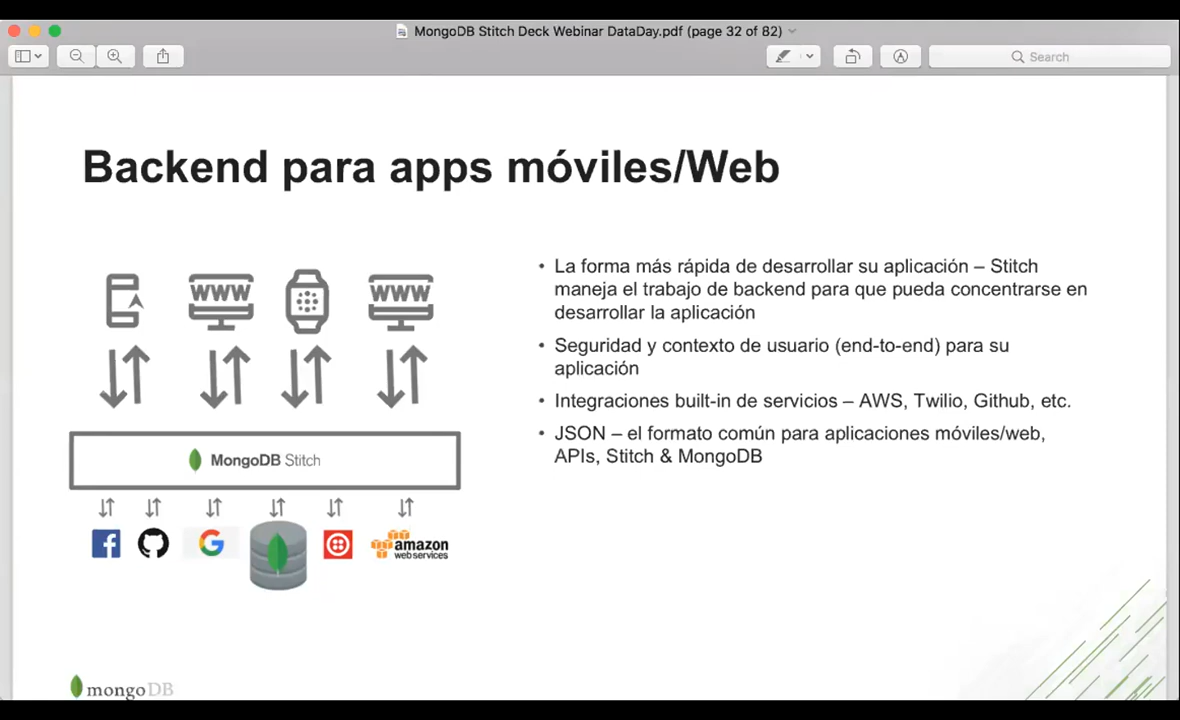 MongoDB Stitch Deck Webinar DataDay.pdf (page 32 of 82)
Search
Backend para apps móviles/Web
WWW
WWW
MongoDB Stitch
amazon
web services
• La forma más rápida de desarrollar su aplicación – Stitch
maneja el trabajo de backend para que pueda concentrarse en
desarrollar la aplicación
• Seguridad y contexto de usuario (end-to-end) para su
aplicación
• Integraciones built-in de servicios – AWS, Twilio, Github, etc.
• JSON – el formato común para aplicaciones móviles/web,
APIs, Stitch & MongoDB
mongoDB